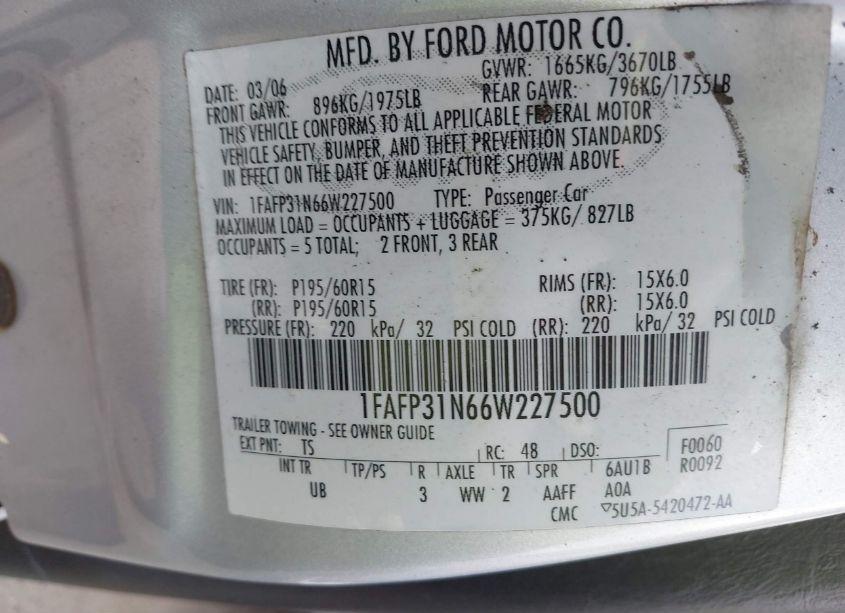 MFD. BY FORD MOTOR CO.
DATE: 03/06 GVWR: 1665KG/3670LB
FRONT GAWR: 896KG/1975LB REAR GAWR: 796KG/1755LB
THIS VEHICLE CONFORMS TO ALL APPLICABLE FEDERAL MOTOR
VEHICLE SAFETY, BUMPER, AND THEFT PREVENTION STANDARDS
IN EFFECT ON THE DATE OF MANUFACTURE SHOWN ABOVE.
VIN: 1FAFP31N66W227500 TYPE: Passenger Car
MAXIMUM LOAD = OCCUPANTS + LUGGAGE = 375KG/ 827LB
OCCUPANTS = 5 TOTAL; 2 FRONT, 3 REAR
TIRE (FR): P195/60R15 RIMS (FR): 15X6.0
(RR): P195/60R15 (RR): 15X6.0
PRESSURE (FR): 220 kPa/ 32 PSI COLD (RR): 220 kPa/ 32 PSI COLD
1FAFP31N66W227500
TRAILER TOWING - SEE OWNER GUIDE
EXT PNT: TS RC: 48 DSO: F0060
INT TR TP/PS R AXLE TR SPR 6AU1B R0092
UB 3 WW 2 AAFF A0A
CMC ▽5U5A-5420472-AA